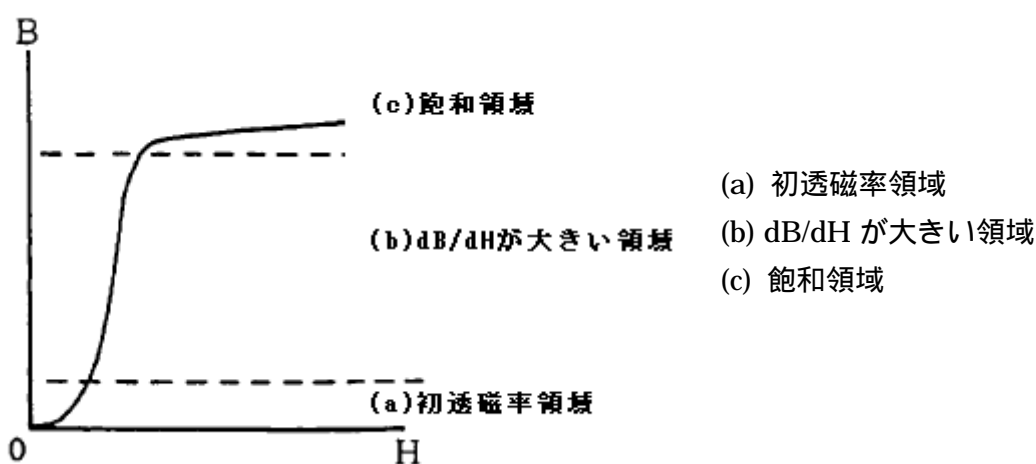 B
(c)飽和領域
(b)dB/dHが大きい領域
(a)初透磁率領域
0
H
(a) 初透磁率領域
(b) dB/dH が大きい領域
(c) 飽和領域